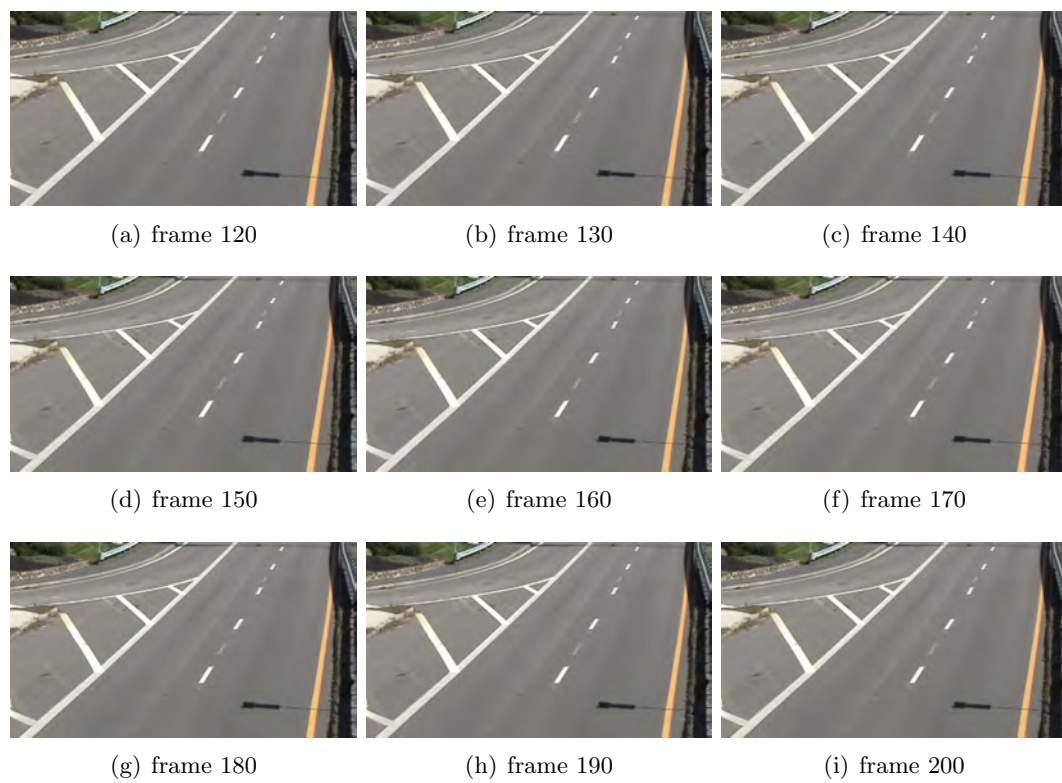 (a) frame 120
(b) frame 130
(c) frame 140
(d) frame 150
(e) frame 160
(f) frame 170
(g) frame 180
(h) frame 190
(i) frame 200